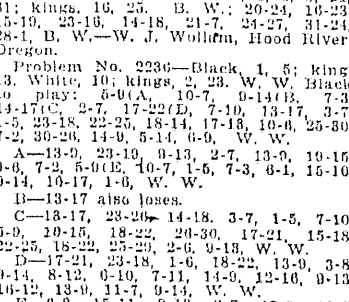 31; kings, 16, 25. B. W.: 20-24, 16-23
15-19, 23-16, 14-18, 21-7, 24-27, 31-24,
28-1, B. W.—W. J. Wollum, Hood River
Oregon.
Problem No. 2236—Black, 1, 5; king
13. White, 10; kings, 2, 23. W. W. Black
to play: 5-9(A, 10-7, 9-14(B, 7-3
14-17(C, 2-7, 17-22(D, 7-10, 13-17, 3-7
1-5, 23-18, 22-25, 18-14, 17-13, 10-6, 25-30
7-2, 30-26, 14-9, 5-14, 6-9, W. W.
A—13-9, 23-19, 9-13, 2-7, 13-9, 19-15
9-6, 7-2, 5-9(E, 10-7, 1-5, 7-3, 6-1, 15-10
9-14, 10-17, 1-6, W. W.
B—13-17 also loses.
C—13-17, 23-26, 14-18, 3-7, 1-5, 7-10
5-9, 10-15, 18-22, 26-30, 17-21, 15-18
22-25, 18-22, 25-29, 2-6, 9-13, W. W.
D—17-21, 23-18, 1-6, 18-22, 13-9, 3-8
9-14, 8-12, 6-10, 7-11, 14-9, 12-16, 9-13
16-12, 13-9, 11-7, 9-14, W. W.